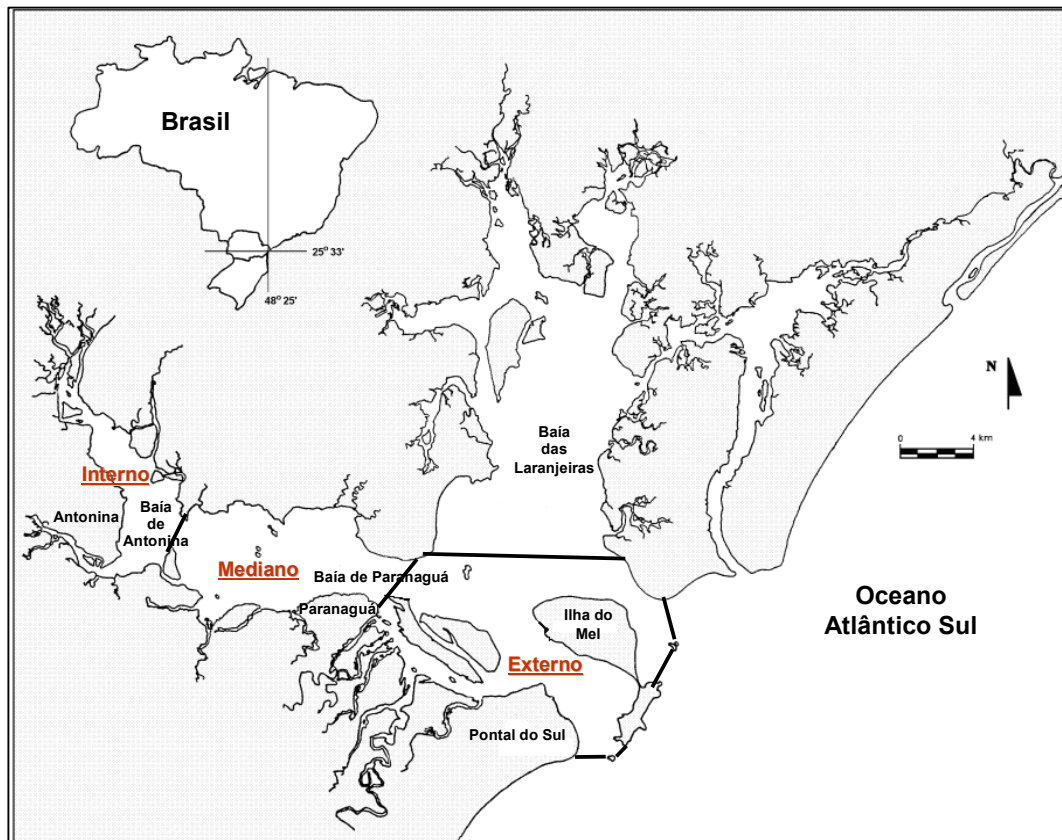 Brasil
25° 33'
48° 25'
N
0 4 km
Baía
das
Laranjeiras
Interno
Antonina
Baía
de
Antonina
Mediano
Baía de Paranaguá
Paranaguá
Ilha do
Mel
Externo
Pontal do Sul
Oceano
Atlântico Sul